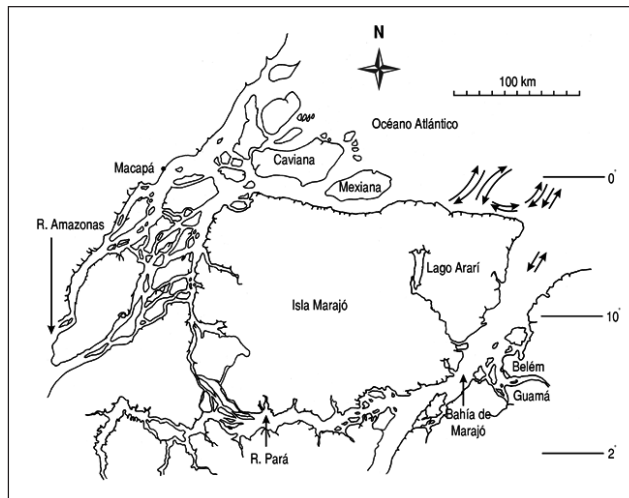 N
100 km
Océano Atlántico
Macapá
Caviana
Mexiana
0°
R. Amazonas
Lago Ararí
Isla Marajó
10°
Belém
Guamá
Bahía de
Marajó
R. Pará
2°